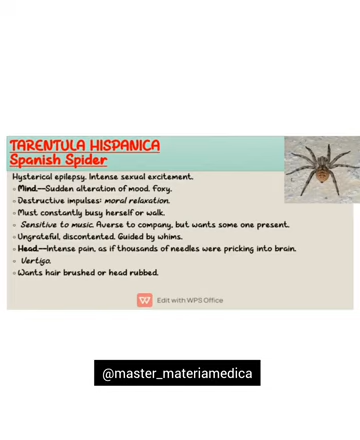 TARENTULA HISPANICA
Spanish Spider
Hysterical epilepsy. Intense sexual excitement.
Mind.--Sudden alteration of mood. Foxy.
Destructive impulses; moral relaxation.
Must constantly busy herself or walk.
Sensitive to music. Averse to company, but wants some one present.
Ungrateful, discontented. Guided by whims.
Head.--Intense pain, as if thousands of needles were pricking into brain.
Vertigo.
Wants hair brushed or head rubbed.
Edit with WPS Office
@master_materiamedica